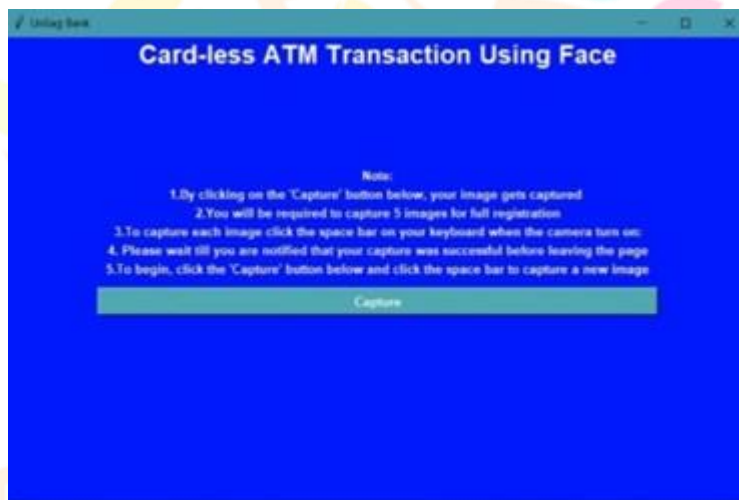 Unilag Bank
Card-less ATM Transaction Using Face
Note:
1.By clicking on the 'Capture' button below, your image gets captured
2.You will be required to capture 5 images for full registration
3.To capture each image click the space bar on your keyboard when the camera turn on:
4. Please wait till you are notified that your capture was successful before leaving the page
5.To begin, click the 'Capture' button below and click the space bar to capture a new image
Capture